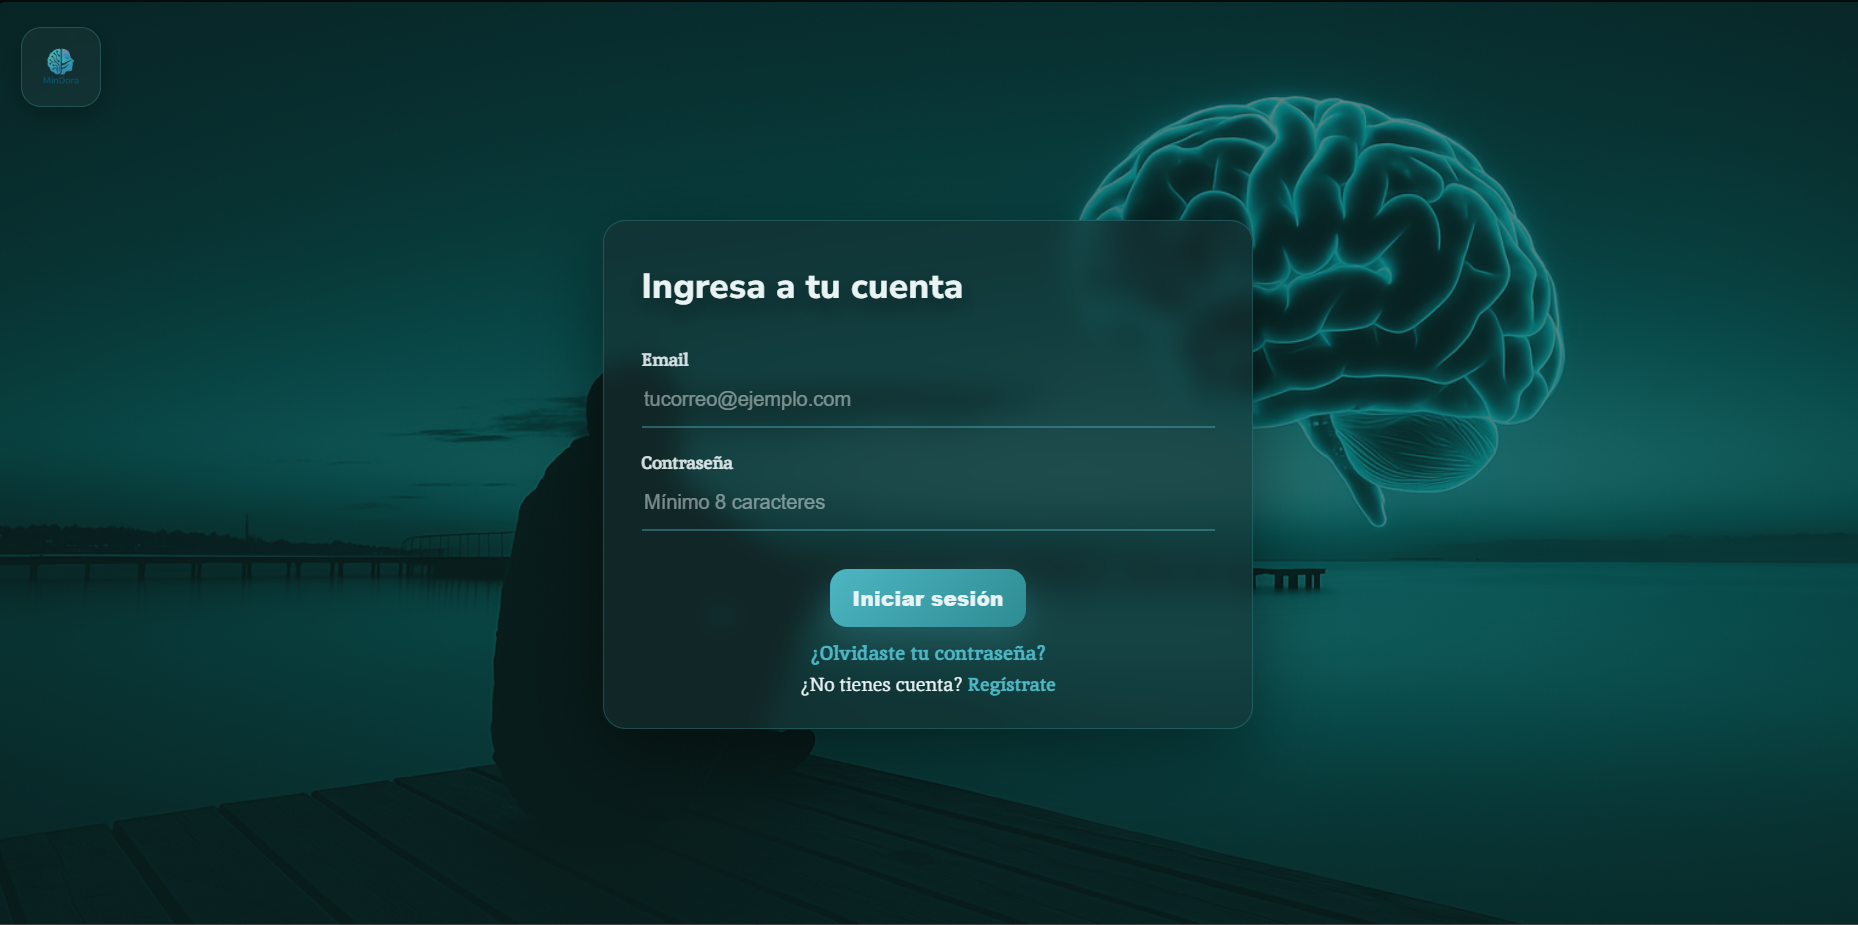 MinDora
Ingresa a tu cuenta
Email
tucorreo@ejemplo.com
Contraseña
Mínimo 8 caracteres
Iniciar sesión
¿Olvidaste tu contraseña?
¿No tienes cuenta? Regístrate